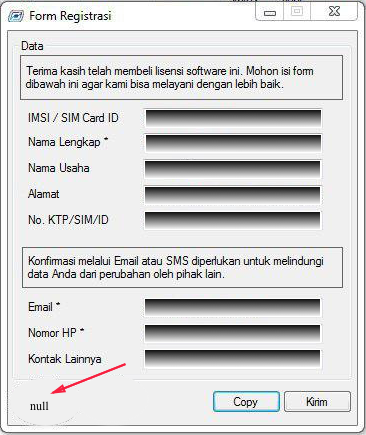 Form Registrasi
Data
Terima kasih telah membeli lisensi software ini. Mohon isi form
dibawah ini agar kami bisa melayani dengan lebih baik.
IMSI / SIM Card ID
Nama Lengkap *
Nama Usaha
Alamat
No. KTP/SIM/ID
Konfirmasi melalui Email atau SMS diperlukan untuk melindungi
data Anda dari perubahan oleh pihak lain.
Email *
Nomor HP *
Kontak Lainnya
null
Copy
Kirim